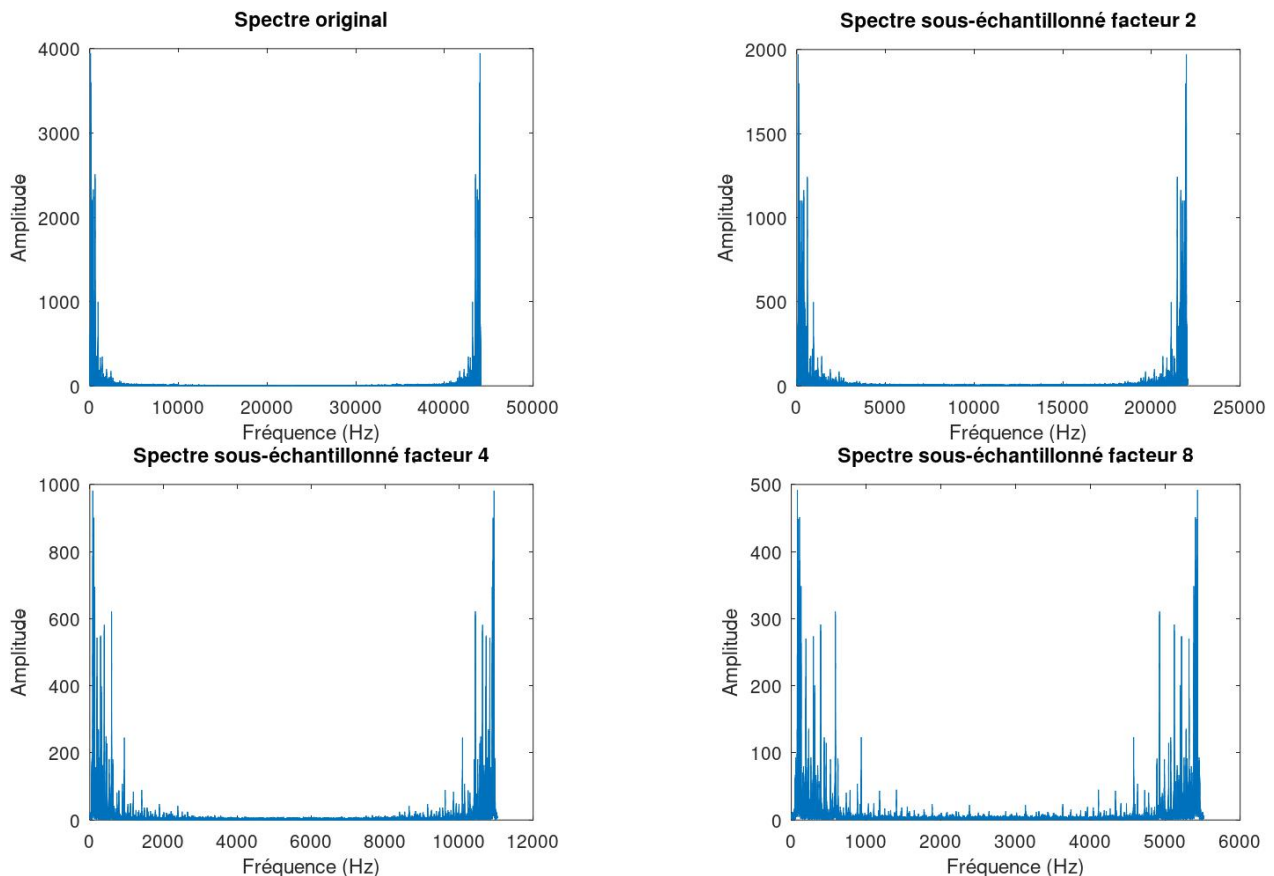 Spectre original
4000
3000
2000
1000
0
Amplitude
0 10000 20000 30000 40000 50000
Fréquence (Hz)
Spectre sous-échantillonné facteur 2
2000
1500
1000
500
0
Amplitude
0 5000 10000 15000 20000 25000
Fréquence (Hz)
Spectre sous-échantillonné facteur 4
1000
800
600
400
200
0
Amplitude
0 2000 4000 6000 8000 10000 12000
Fréquence (Hz)
Spectre sous-échantillonné facteur 8
500
400
300
200
100
0
Amplitude
0 1000 2000 3000 4000 5000 6000
Fréquence (Hz)